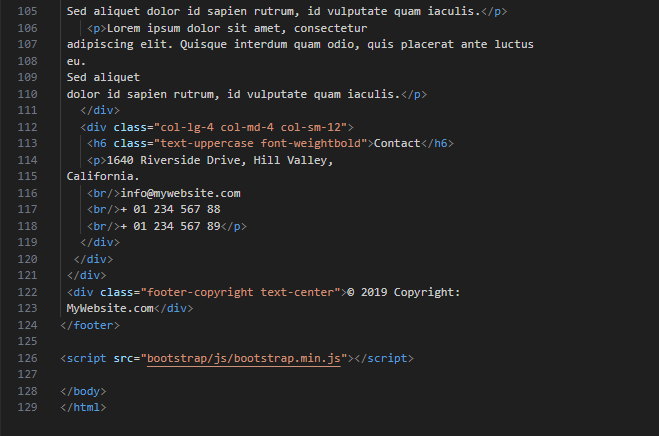 105 Sed aliquet dolor id sapien rutrum, id vulputate quam iaculis.</p>
106 <p>Lorem ipsum dolor sit amet, consectetur
107 adipiscing elit. Quisque interdum quam odio, quis placerat ante luctus
108 eu.
109 Sed aliquet
110 dolor id sapien rutrum, id vulputate quam iaculis.</p>
111 </div>
112 <div class="col-lg-4 col-md-4 col-sm-12">
113 <h6 class="text-uppercase font-weightbold">Contact</h6>
114 <p>1640 Riverside Drive, Hill Valley,
115 California.
116 <br/>info@mywebsite.com
117 <br/>+ 01 234 567 88
118 <br/>+ 01 234 567 89</p>
119 </div>
120 </div>
121 </div>
122 <div class="footer-copyright text-center">© 2019 Copyright:
123 MyWebsite.com</div>
124 </footer>
125
126 <script src="bootstrap/js/bootstrap.min.js"></script>
127
128 </body>
129 </html>